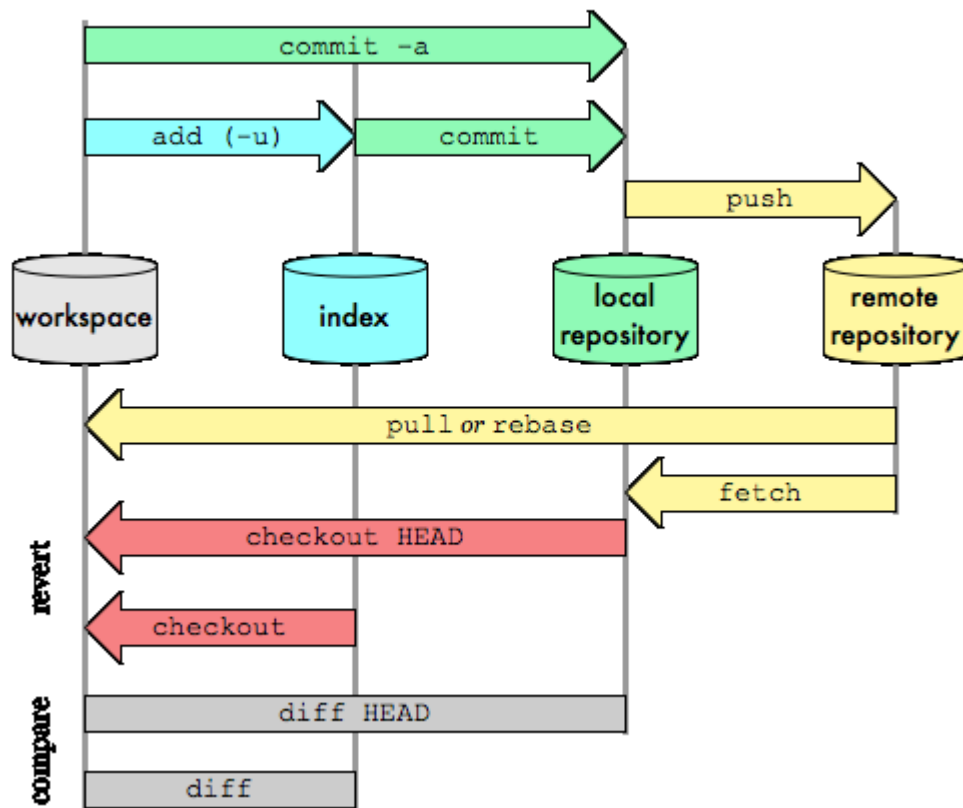 commit -a
add (-u)
commit
push
workspace
index
local
repository
remote
repository
pull or rebase
fetch
revert
checkout HEAD
checkout
compare
diff HEAD
diff